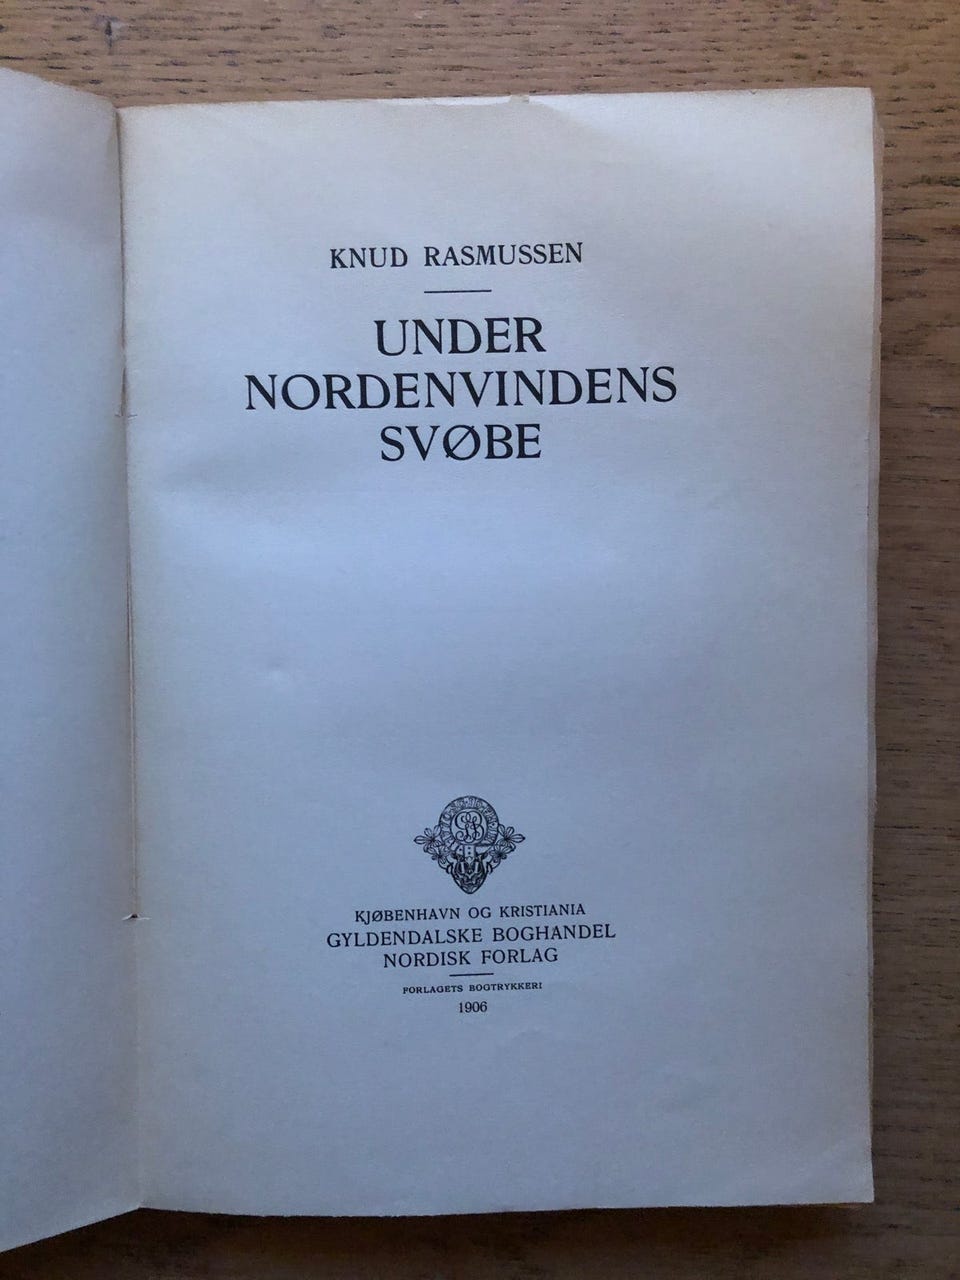 KNUD RASMUSSEN
UNDER
NORDENVINDENS
SVØBE
KJØBENHAVN OG KRISTIANIA
GYLDENDALSKE BOGHANDEL
NORDISK FORLAG
FORLAGETS BOGTRYKKERI
1906